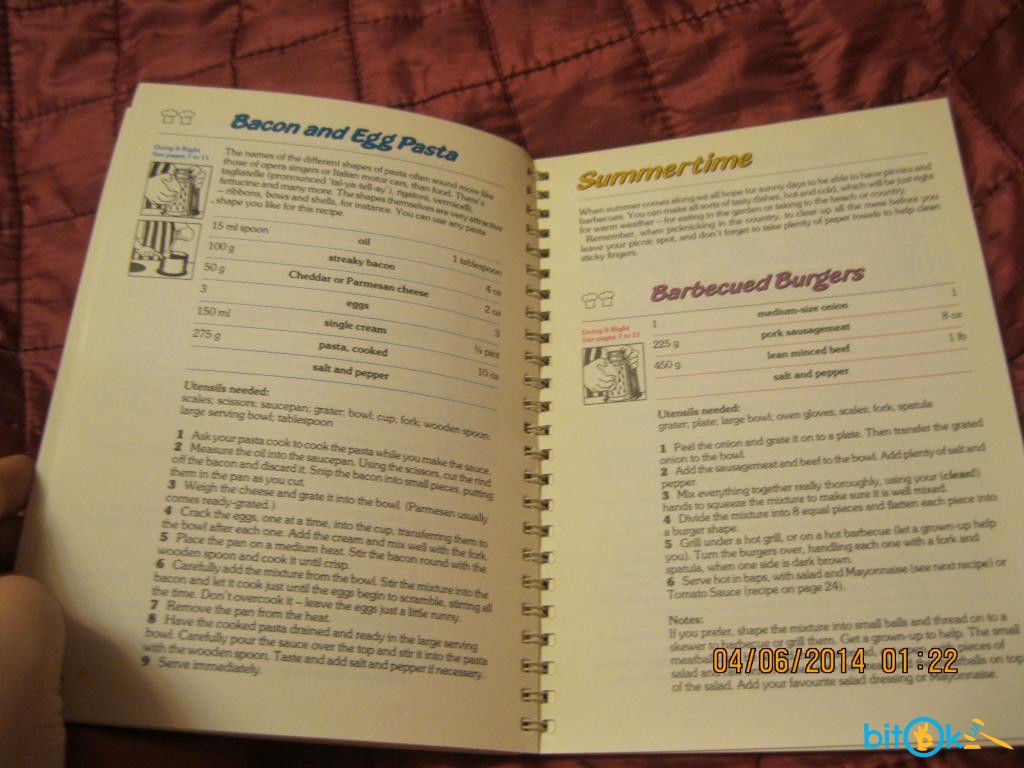 Bacon and Egg Pasta
Doing It Right
See pages 7 to 11
The names of the different shapes of pasta often sound more like
those of opera singers or Italian motor cars, than food. There's
tagliatelle (pronounced 'tal-ya-tell-ay'), rigatoni, vermicelli,
fettucine and many more. The shapes themselves are very attractive
– ribbons, bows and shells, for instance. You can use any pasta
shape you like for this recipe.
15 ml spoon oil 1 tablespoon
100 g streaky bacon 4 oz
50 g Cheddar or Parmesan cheese 2 oz
3 eggs 3
150 ml single cream ¼ pint
275 g pasta, cooked 10 oz
salt and pepper
Utensils needed:
scales; scissors; saucepan; grater; bowl; cup; fork; wooden spoon;
large serving bowl; tablespoon
1 Ask your pasta cook to cook the pasta while you make the sauce.
2 Measure the oil into the saucepan. Using the scissors, cut the rind
off the bacon and discard it. Snip the bacon into small pieces, putting
them in the pan as you cut.
3 Weigh the cheese and grate it into the bowl. (Parmesan usually
comes ready-grated.)
4 Crack the eggs, one at a time, into the cup, transferring them to
the bowl after each one. Add the cream and mix well with the fork.
5 Place the pan on a medium heat. Stir the bacon round with the
wooden spoon and cook it until crisp.
6 Carefully add the mixture from the bowl. Stir the mixture into the
bacon and let it cook just until the eggs begin to scramble, stirring all
the time. Don't overcook it – leave the eggs just a little runny.
7 Remove the pan from the heat.
8 Have the cooked pasta drained and ready in the large serving
bowl. Carefully pour the sauce over the top and stir it into the pasta
with the wooden spoon. Taste and add salt and pepper if necessary.
9 Serve immediately.
Summertime
When summer comes along we all hope for sunny days to be able to have picnics and
barbecues. You can make all sorts of tasty dishes, hot and cold, which will be just right
for warm weather – for eating in the garden or taking to the beach or country.
Remember, when picknicking in the country, to clear up all the mess before you
leave your picnic spot, and don't forget to take plenty of paper towels to help clean
sticky fingers.
Barbecued Burgers
Doing It Right
See pages 7 to 11
1 medium-size onion 1
225 g pork sausagemeat 8 oz
450 g lean minced beef 1 lb
salt and pepper
Utensils needed:
grater; plate; large bowl; oven gloves; scales; fork; spatula
1 Peel the onion and grate it on to a plate. Then transfer the grated
onion to the bowl.
2 Add the sausagemeat and beef to the bowl. Add plenty of salt and
pepper.
3 Mix everything together really thoroughly, using your (clean!)
hands to squeeze the mixture to make sure it is well mixed.
4 Divide the mixture into 8 equal pieces and flatten each piece into
a burger shape.
5 Grill under a hot grill, or on a hot barbecue (let a grown-up help
you). Turn the burgers over, handling each one with a fork and
spatula, when one side is dark brown.
6 Serve hot in baps, with salad and Mayonnaise (see next recipe) or
Tomato Sauce (recipe on page 24).
Notes:
If you prefer, shape the mixture into small balls and thread on to a
skewer to barbecue or grill them. Get a grown-up to help. The small
meatballs pieces of
salad an balls on top
of the salad. Add your favourite salad dressing or Mayonnaise.
04/06/2014 01:22
bitok